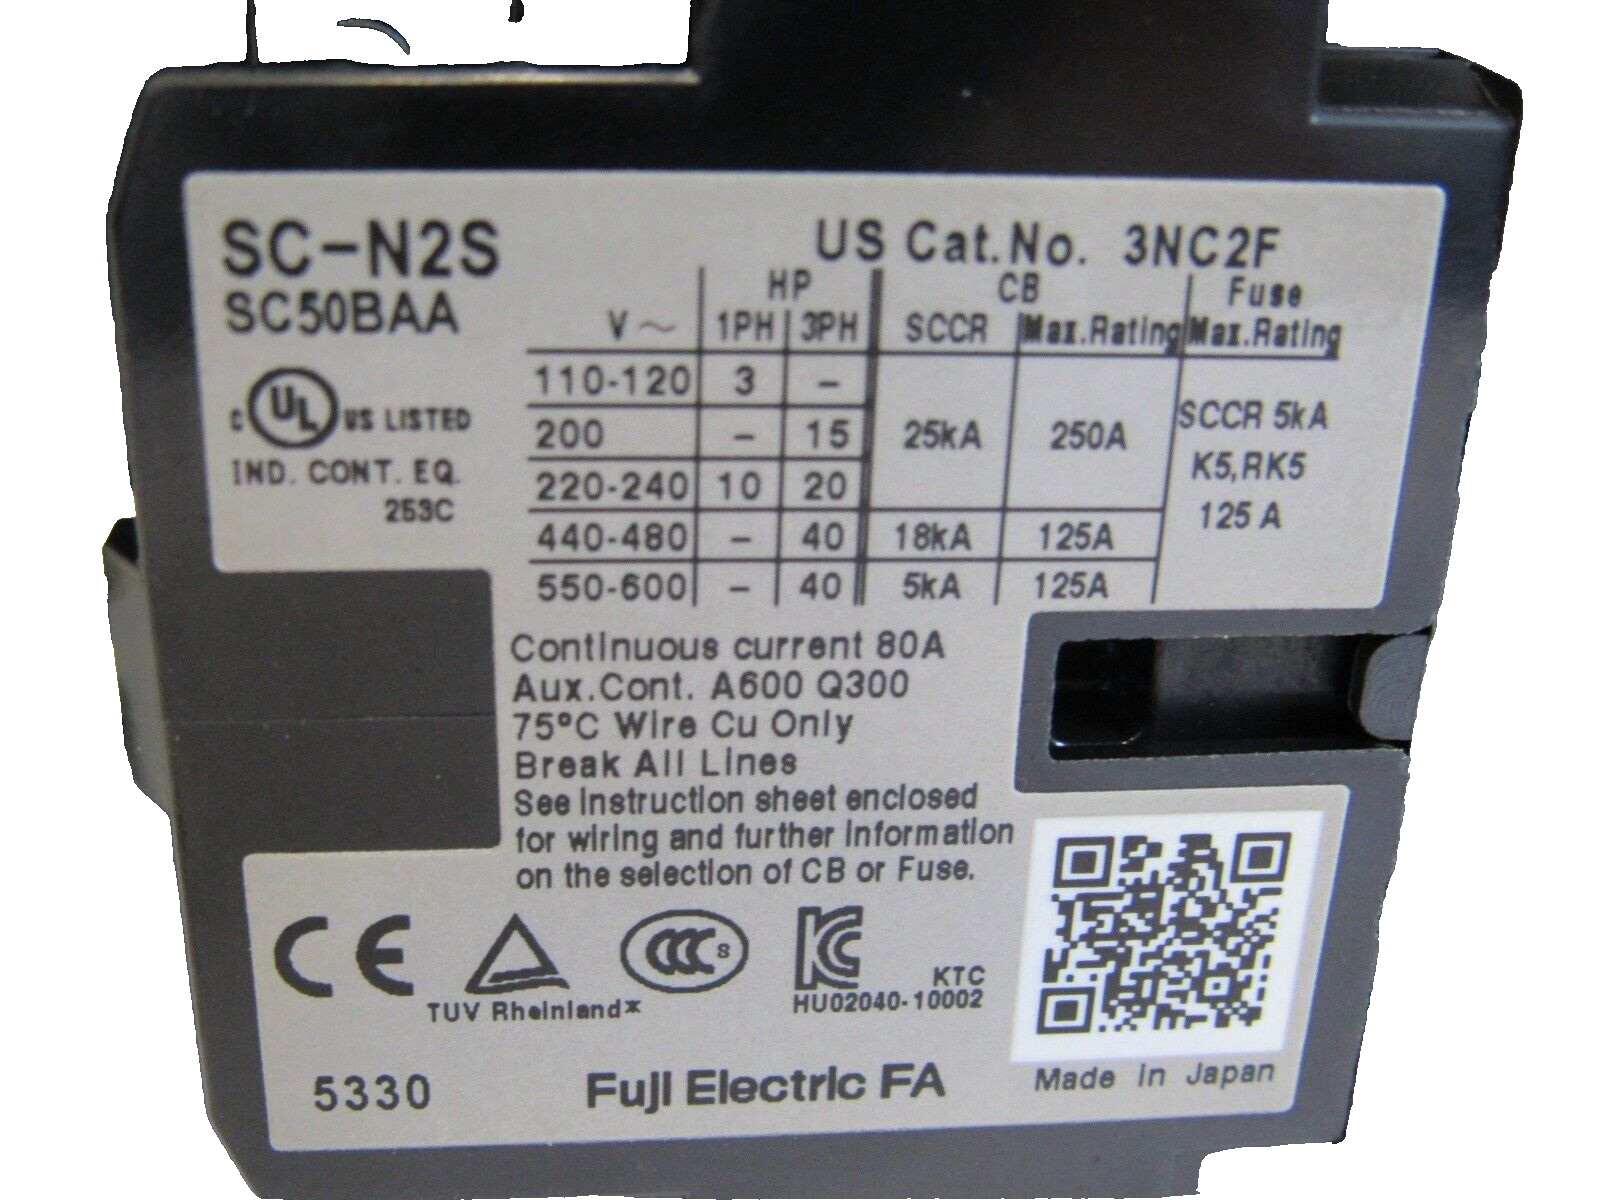 SC-N2S
US Cat.No. 3NC2F
SC50BAA
HP CB Fuse
V~ 1PH 3PH SCCR Max.Rating Max.Rating
110-120 3 -
200 - 15 25kA 250A
220-240 10 20
440-480 - 40 18kA 125A
550-600 - 40 5kA 125A
SCCR 5kA
K5,RK5
125 A
C UL US LISTED
IND. CONT. EQ.
253C
Continuous current 80A
Aux.Cont. A600 Q300
75°C Wire Cu Only
Break All Lines
See instruction sheet enclosed
for wiring and further information
on the selection of CB or Fuse.
CE
TUV Rheinland*
CCC S
KC
KTC
HU02040-10002
5330
Fuji Electric FA
Made in Japan